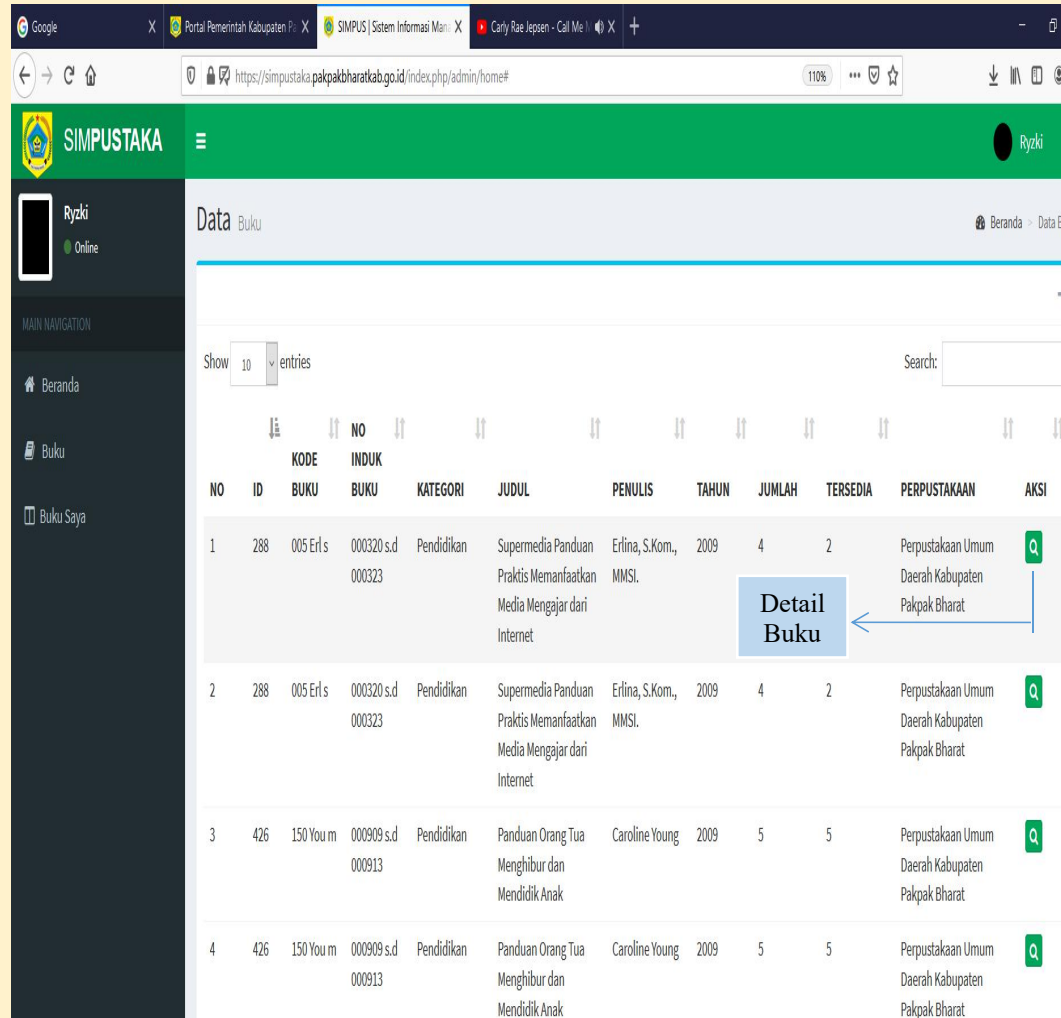 Google
Portal Pemerintah Kabupaten Pa
SIMPUS | Sistem Informasi Mana
Carly Rae Jepsen - Call Me M
https://simpustaka.pakpakbharatkab.go.id/index.php/admin/home#
110%
SIMPUSTAKA
Ryzki
Ryzki
Online
MAIN NAVIGATION
Beranda
Buku
Buku Saya
Data Buku
Beranda > Data B
Show 10 entries
Search:
NO ID KODE BUKU NO INDUK BUKU KATEGORI JUDUL PENULIS TAHUN JUMLAH TERSEDIA PERPUSTAKAAN AKSI
1 288 005 Erl s 000320 s.d Pendidikan Supermedia Panduan Erlina, S.Kom., 2009 4 2 Perpustakaan Umum
000323 Praktis Memanfaatkan MMSI. Daerah Kabupaten
Media Mengajar dari Pakpak Bharat
Internet
Detail
Buku
2 288 005 Erl s 000320 s.d Pendidikan Supermedia Panduan Erlina, S.Kom., 2009 4 2 Perpustakaan Umum
000323 Praktis Memanfaatkan MMSI. Daerah Kabupaten
Media Mengajar dari Pakpak Bharat
Internet
3 426 150 You m 000909 s.d Pendidikan Panduan Orang Tua Caroline Young 2009 5 5 Perpustakaan Umum
000913 Menghibur dan Daerah Kabupaten
Mendidik Anak Pakpak Bharat
4 426 150 You m 000909 s.d Pendidikan Panduan Orang Tua Caroline Young 2009 5 5 Perpustakaan Umum
000913 Menghibur dan Daerah Kabupaten
Mendidik Anak Pakpak Bharat